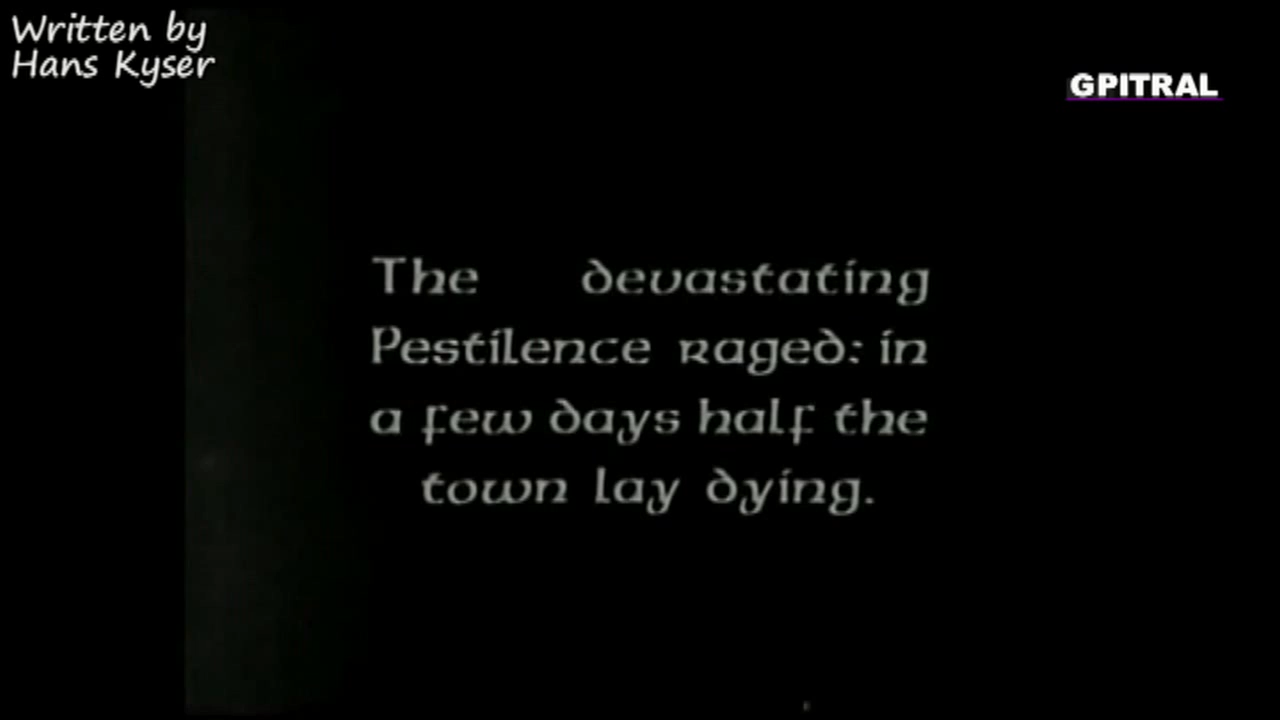 Written by
Hans Kyser
GPITRAL
The devastating
Pestilence raged: in
a few days half the
town lay dying.